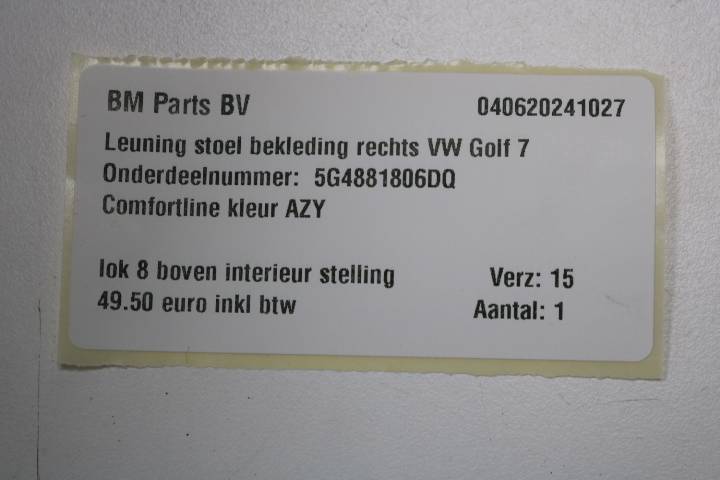 BM Parts BV 040620241027
Leuning stoel bekleding rechts VW Golf 7
Onderdeelnummer: 5G4881806DQ
Comfortline kleur AZY
lok 8 boven interieur stelling Verz: 15
49.50 euro inkl btw Aantal: 1